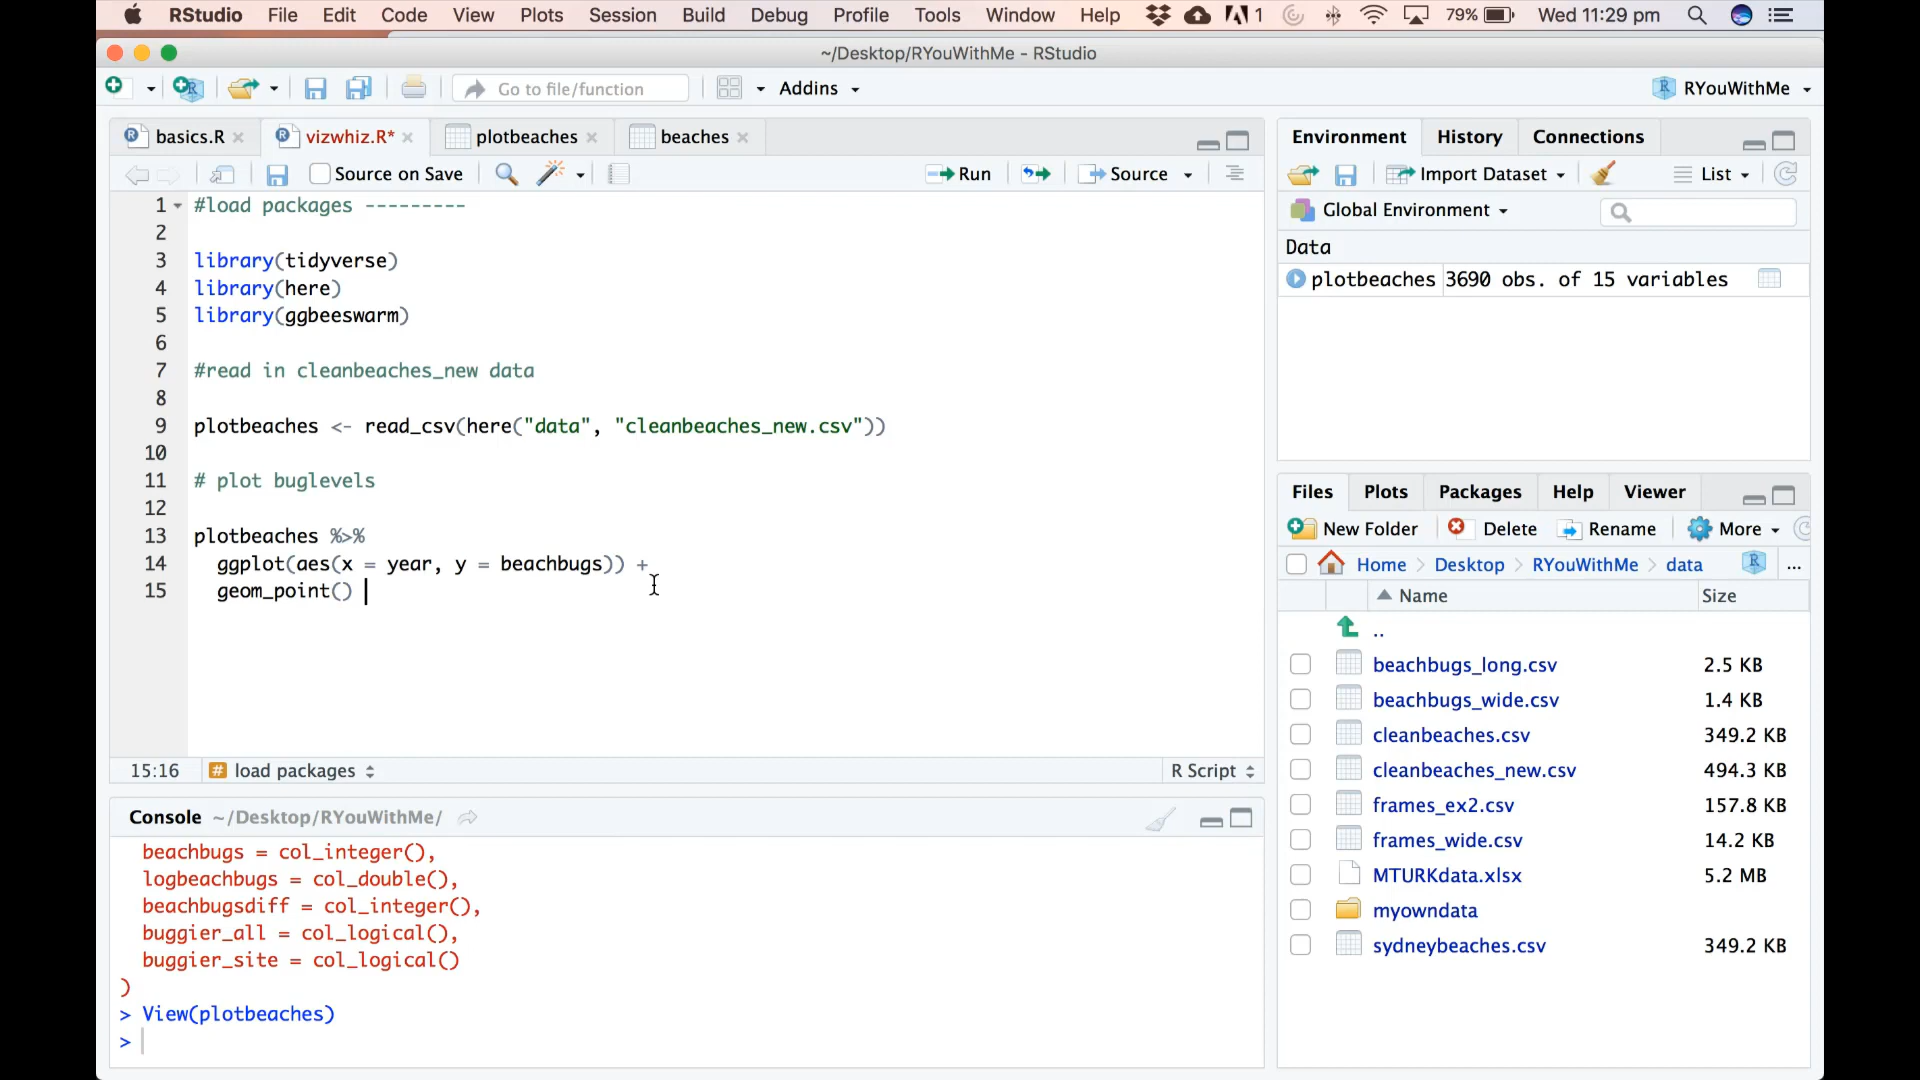 RStudio File Edit Code View Plots Session Build Debug Profile Tools Window Help 1 79% Wed 11:29 pm
~/Desktop/RYouWithMe - RStudio
Go to file/function Addins RYouWithMe
basics.R vizwhiz.R* plotbeaches beaches
Source on Save Run Source
1 #load packages ---------
2
3 library(tidyverse)
4 library(here)
5 library(ggbeeswarm)
6
7 #read in cleanbeaches_new data
8
9 plotbeaches <- read_csv(here("data", "cleanbeaches_new.csv"))
10
11 # plot buglevels
12
13 plotbeaches %>%
14 ggplot(aes(x = year, y = beachbugs)) +
15 geom_point()
15:16 # load packages R Script
Console ~/Desktop/RYouWithMe/
beachbugs = col_integer(),
logbeachbugs = col_double(),
beachbugsdiff = col_integer(),
buggier_all = col_logical(),
buggier_site = col_logical()
)
> View(plotbeaches)
>
Environment History Connections
Import Dataset List
Global Environment
Data
plotbeaches 3690 obs. of 15 variables
Files Plots Packages Help Viewer
New Folder Delete Rename More
Home > Desktop > RYouWithMe > data R ...
Name Size
..
beachbugs_long.csv 2.5 KB
beachbugs_wide.csv 1.4 KB
cleanbeaches.csv 349.2 KB
cleanbeaches_new.csv 494.3 KB
frames_ex2.csv 157.8 KB
frames_wide.csv 14.2 KB
MTURKdata.xlsx 5.2 MB
myowndata
sydneybeaches.csv 349.2 KB